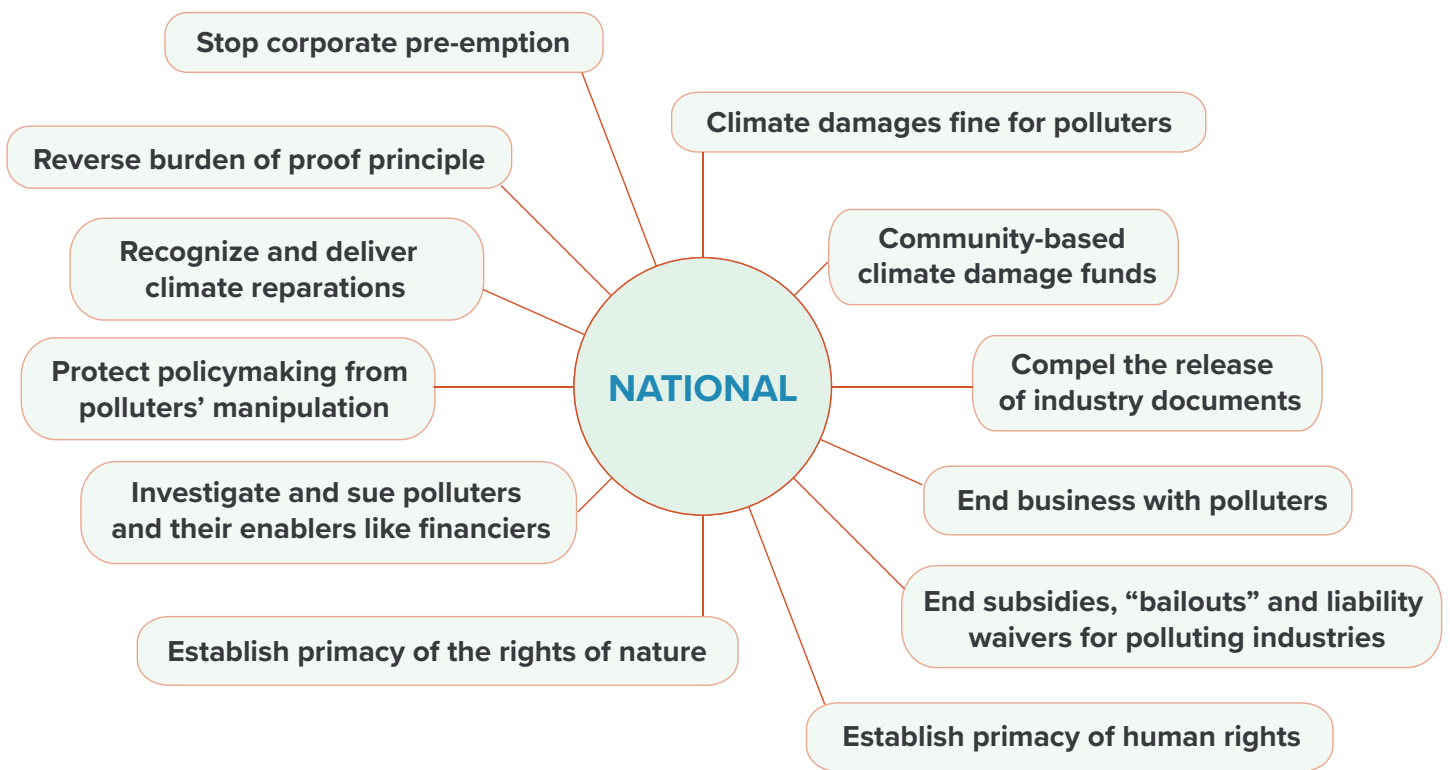 Stop corporate pre-emption
Climate damages fine for polluters
Reverse burden of proof principle
Recognize and deliver
climate reparations
Community-based
climate damage funds
Protect policymaking from
polluters’ manipulation
NATIONAL
Compel the release
of industry documents
Investigate and sue polluters
and their enablers like financiers
End business with polluters
End subsidies, “bailouts” and liability
waivers for polluting industries
Establish primacy of the rights of nature
Establish primacy of human rights